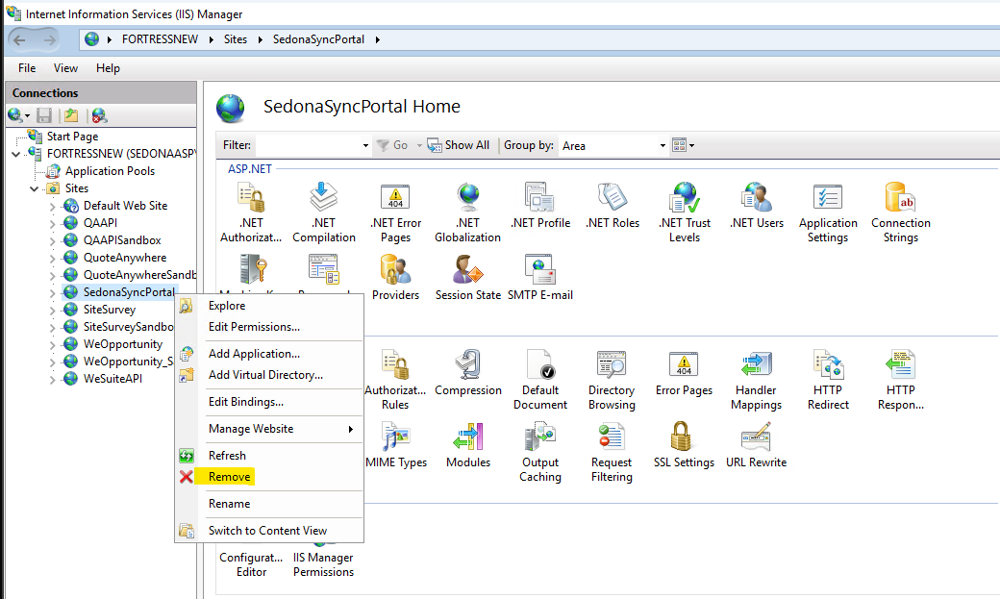 Internet Information Services (IIS) Manager
FORTRESSNEW Sites SedonaSyncPortal
File View Help
Connections
Start Page
FORTRESSNEW (SEDONAASP\
Application Pools
Sites
Default Web Site
QAAPI
QAAPISandbox
QuoteAnywhere
QuoteAnywhereSandb
SedonaSyncPortal
SiteSurvey
SiteSurveySandbo
WeOpportunity
WeOpportunity_S
WeSuiteAPI
Explore
Edit Permissions...
Add Application...
Add Virtual Directory...
Edit Bindings...
Manage Website
Refresh
Remove
Rename
Switch to Content View
SedonaSyncPortal Home
Filter: Go Show All Group by: Area
ASP.NET
.NET Authorizat...
.NET Compilation
.NET Error Pages
.NET Globalization
.NET Profile
.NET Roles
.NET Trust Levels
.NET Users
Application Settings
Connection Strings
Providers
Session State
SMTP E-mail
Authorizat... Rules
Compression
Default Document
Directory Browsing
Error Pages
Handler Mappings
HTTP Redirect
HTTP Respon...
MIME Types
Modules
Output Caching
Request Filtering
SSL Settings
URL Rewrite
Configurat... Editor
IIS Manager Permissions